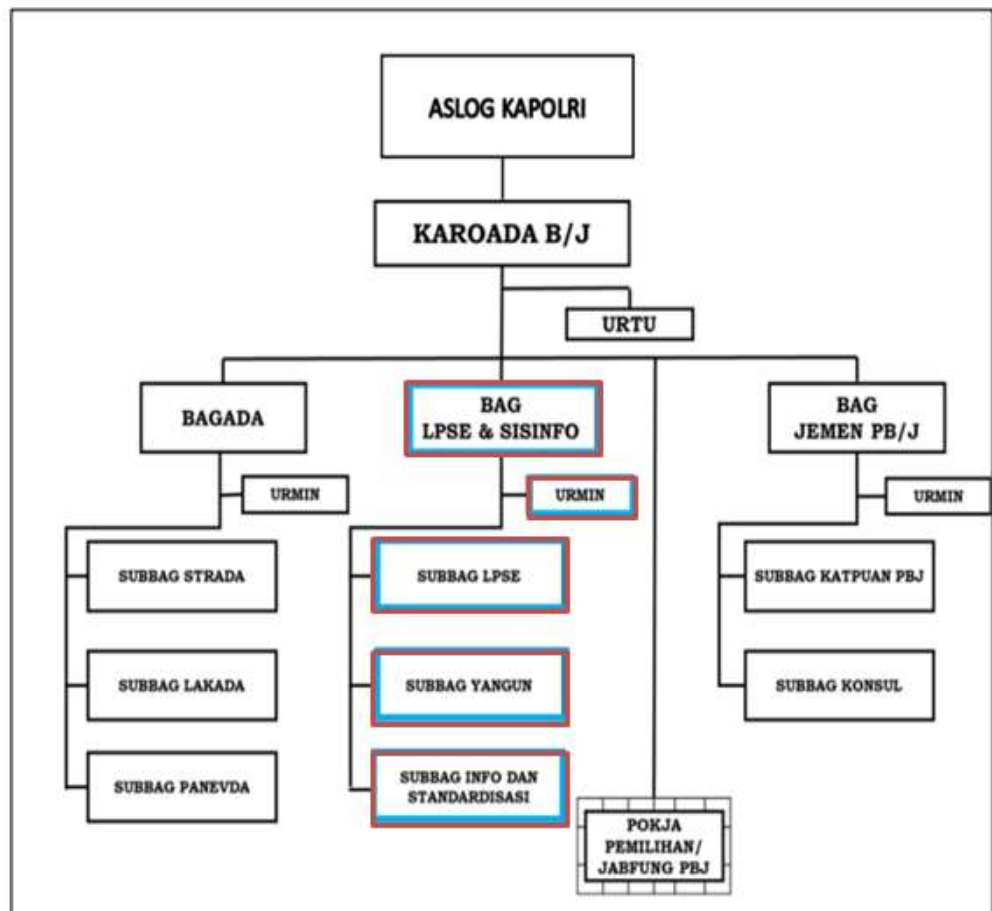 ASLOG KAPOLRI
KAROADA B/J
URTU
BAGADA
BAG
LPSE & SISINFO
BAG
JEMEN PB/J
URMIN
URMIN
URMIN
SUBBAG STRADA
SUBBAG LPSE
SUBBAG KATPUAN PBJ
SUBBAG LAKADA
SUBBAG YANGUN
SUBBAG KONSUL
SUBBAG PANEVDA
SUBBAG INFO DAN
STANDARDISASI
POKJA
PEMILIHAN/
JABFUNG PBJ